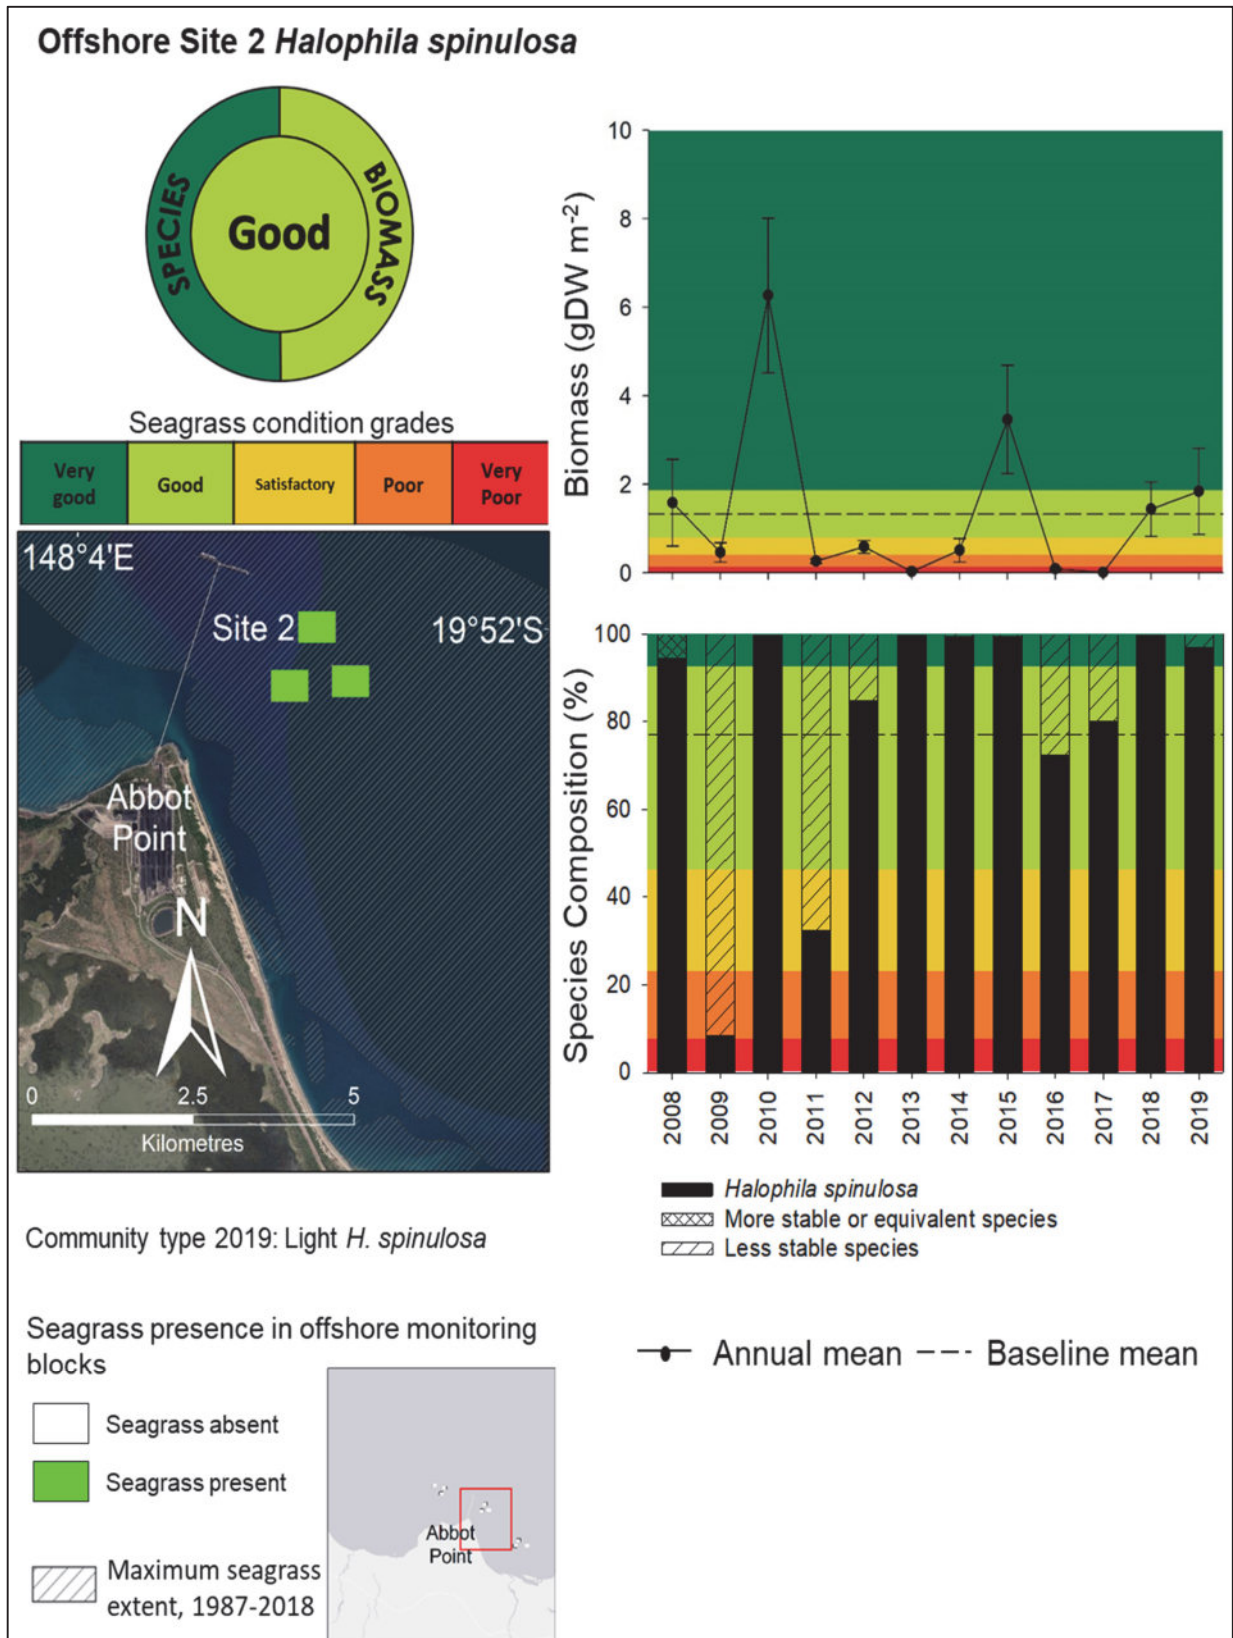 Offshore Site 2 Halophila spinulosa
SPECIES
Good
BIOMASS
Seagrass condition grades
Very
good
Good
Satisfactory
Poor
Very
Poor
148°4'E
Site 2
19°52'S
Abbot
Point
N
0
2.5
5
Kilometres
Community type 2019: Light H. spinulosa
Seagrass presence in offshore monitoring
blocks
Seagrass absent
Seagrass present
Maximum seagrass
extent, 1987-2018
Abbot
Point
Biomass (gDW m⁻²)
10
8
6
4
2
0
Species Composition (%)
100
80
60
40
20
0
2008
2009
2010
2011
2012
2013
2014
2015
2016
2017
2018
2019
Halophila spinulosa
More stable or equivalent species
Less stable species
Annual mean
Baseline mean